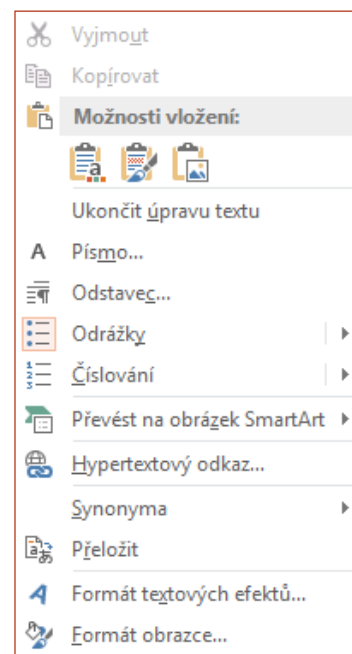 Vyjmout
Kopírovat
Možnosti vložení:
Ukončit úpravu textu
Písmo...
Odstavec...
Odrážky
Číslování
Převést na obrázek SmartArt
Hypertextový odkaz...
Synonyma
Přeložit
Formát textových efektů...
Formát obrazce...